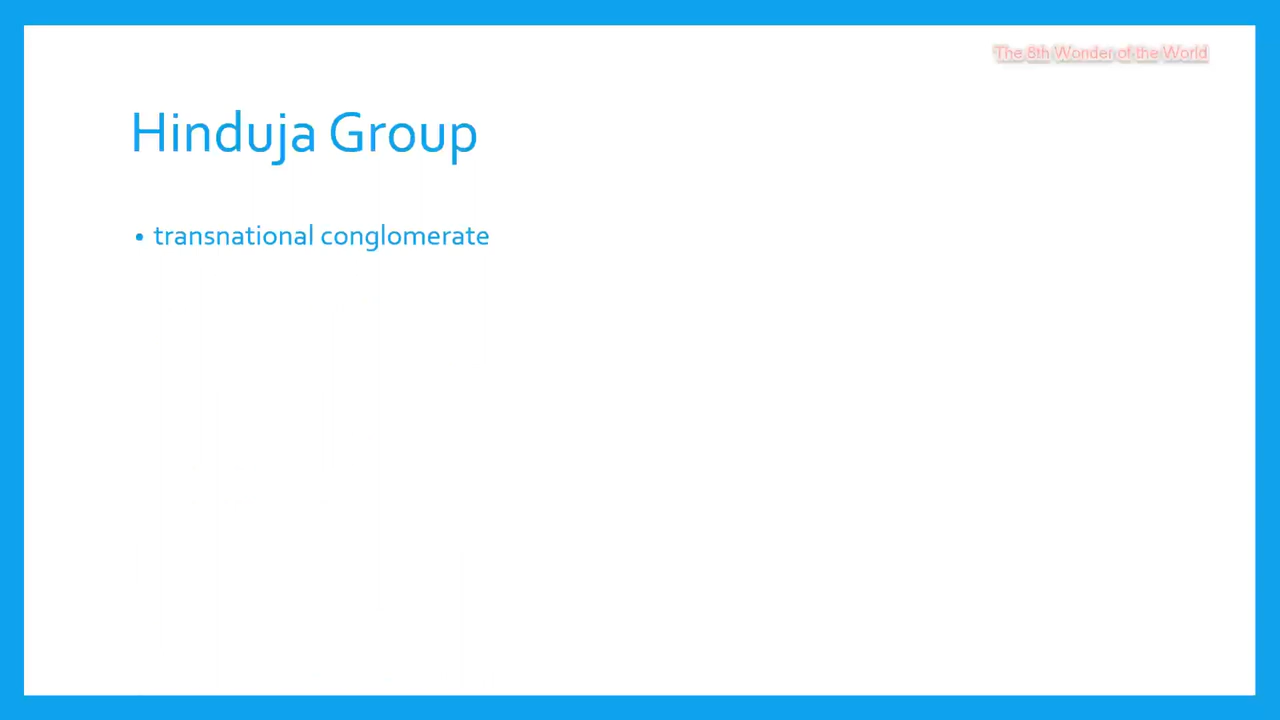 The 8th Wonder of the World
Hinduja Group
• transnational conglomerate